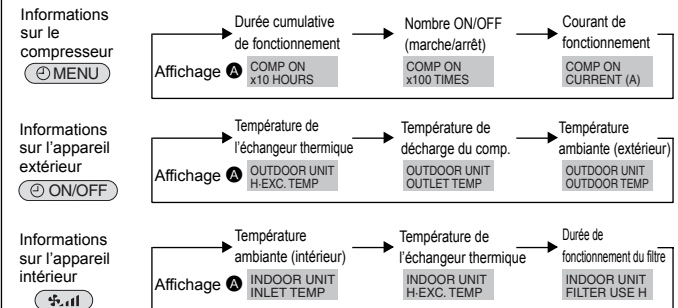 Informations
sur le
compresseur
MENU
Durée cumulative
de fonctionnement
Nombre ON/OFF
(marche/arrêt)
Courant de
fonctionnement
Affichage A
COMP ON
x10 HOURS
COMP ON
x100 TIMES
COMP ON
CURRENT (A)
Informations
sur l'appareil
extérieur
ON/OFF
Température de
l'échangeur thermique
Température de
décharge du comp.
Température
ambiante (extérieur)
Affichage A
OUTDOOR UNIT
H·EXC. TEMP
OUTDOOR UNIT
OUTLET TEMP
OUTDOOR UNIT
OUTDOOR TEMP
Informations
sur l'appareil
intérieur
Température
ambiante (intérieur)
Température de
l'échangeur thermique
Durée de
fonctionnement du filtre
Affichage A
INDOOR UNIT
INLET TEMP
INDOOR UNIT
H·EXC. TEMP
INDOOR UNIT
FILTER USE H